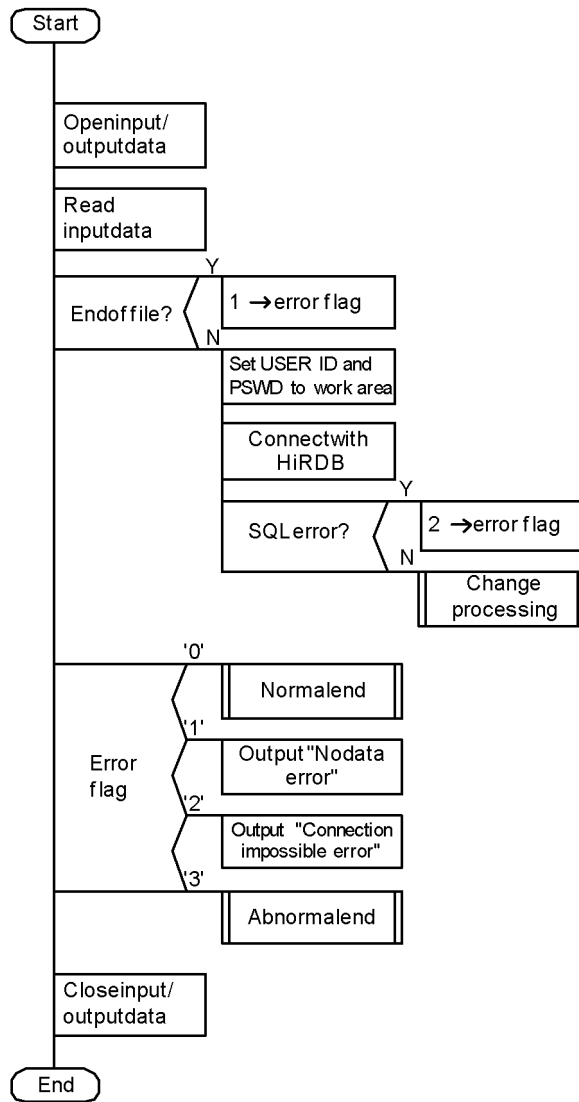 Start
Openinput/
outputdata
Read
inputdata
Y
Endoffile?
1 →error flag
N
Set USER ID and
PSWD to work area
Connectwith
HiRDB
Y
SQLerror?
2 →error flag
N
Change
processing
'0'
Normalend
'1'
Error
flag
Output"Nodata
error"
'2'
Output "Connection
impossible error"
'3'
Abnormalend
Closeinput/
outputdata
End